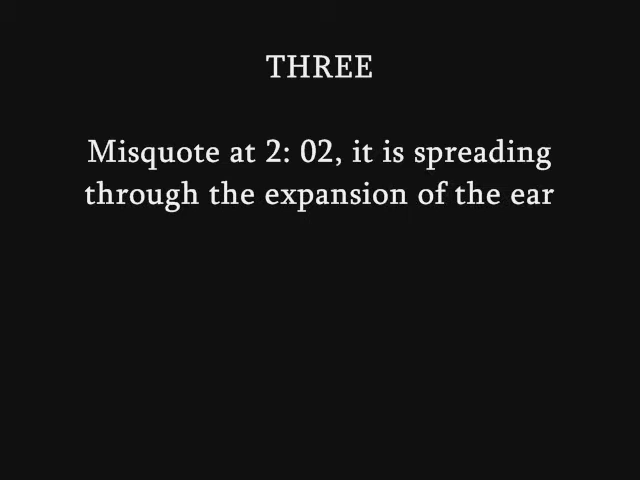 THREE
Misquote at 2: 02, it is spreading
through the expansion of the ear